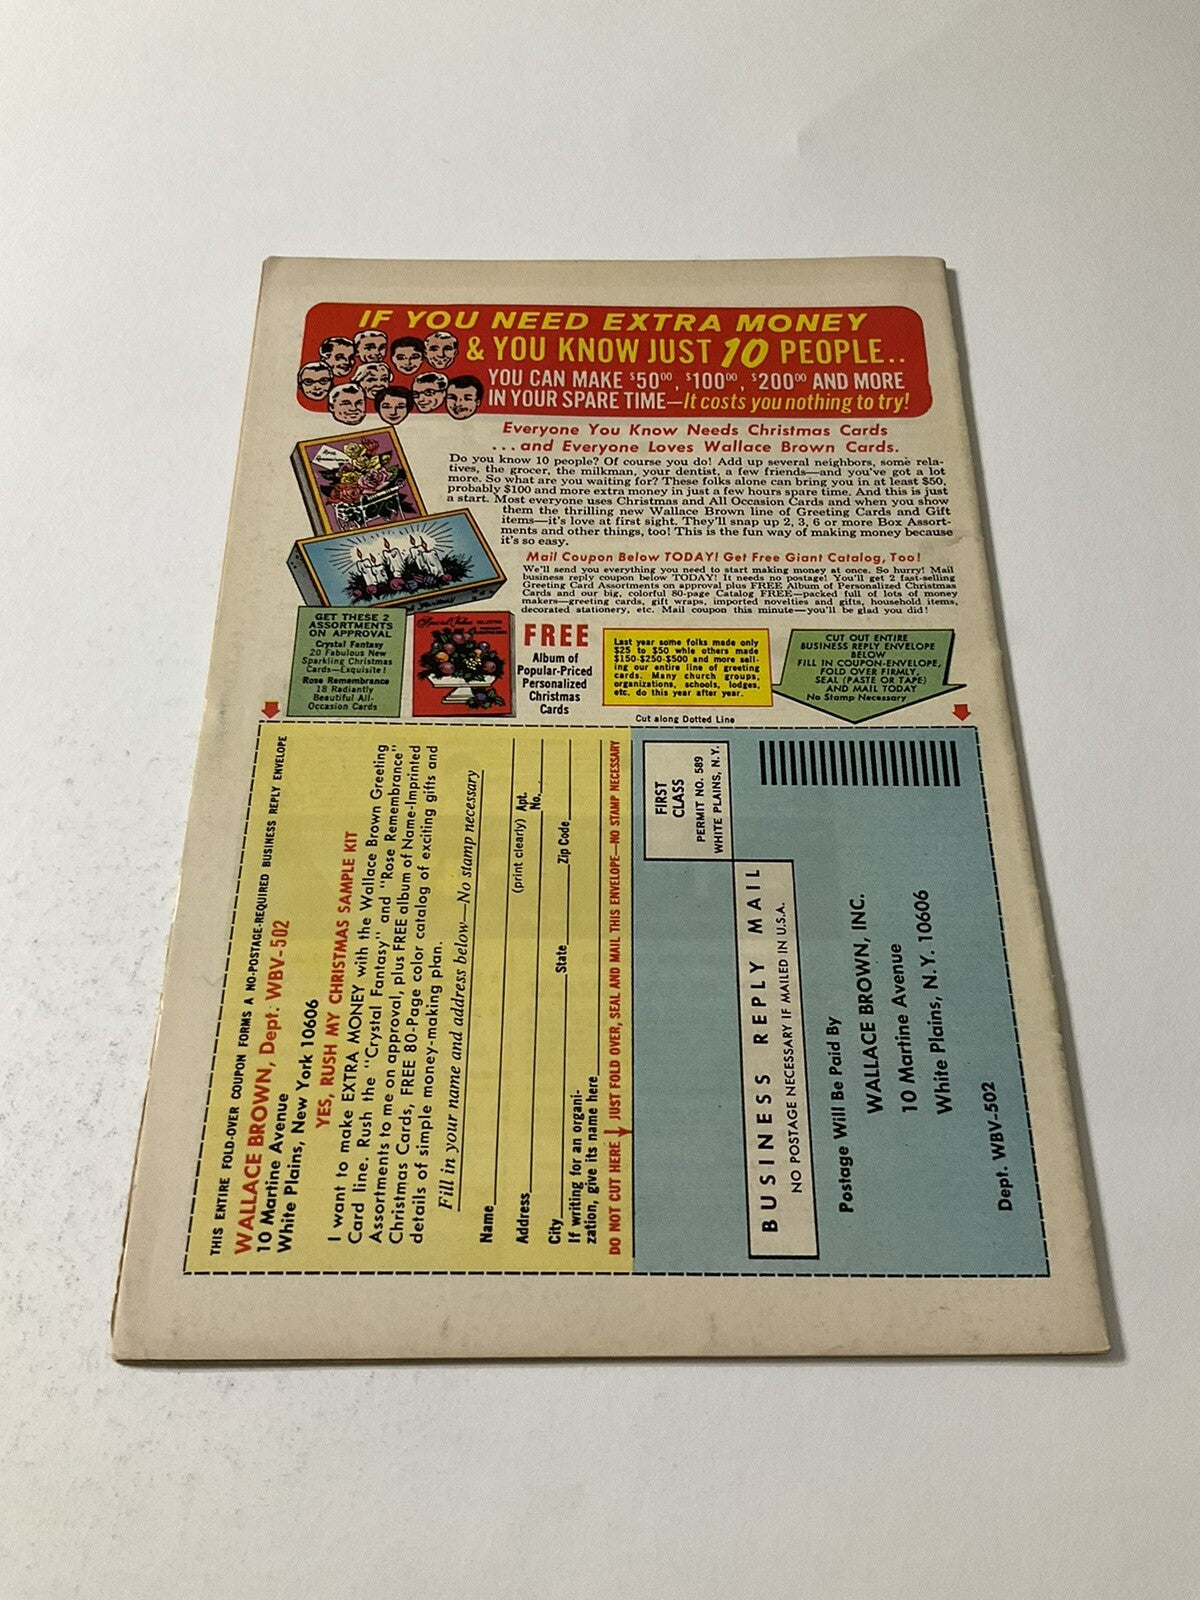 IF YOU NEED EXTRA MONEY
& YOU KNOW JUST 10 PEOPLE..
YOU CAN MAKE $50⁰⁰, $100⁰⁰, $200⁰⁰ AND MORE
IN YOUR SPARE TIME—It costs you nothing to try!
Everyone You Know Needs Christmas Cards
...and Everyone Loves Wallace Brown Cards.
Do you know 10 people? Of course you do! Add up several neighbors, some rela-
tives, the grocer, the milkman, your dentist, a few friends—and you've got a lot
more. So what are you waiting for? These folks alone can bring you in at least $50,
probably $100 and more extra money in just a few hours spare time. And this is just
a start. Most everyone uses Christmas and All Occasion Cards and when you show
them the thrilling new Wallace Brown line of Greeting Cards and Gift
items—it's love at first sight. They'll snap up 2, 3, 6 or more Box Assort-
ments and other things, too! This is the fun way of making money because
it's so easy.
Mail Coupon Below TODAY! Get Free Giant Catalog, Too!
We'll send you everything you need to start making money at once. So hurry! Mail
business reply coupon below TODAY! It needs no postage! You'll get 2 fast-selling
Greeting Card Assortments on approval plus FREE Album of Personalized Christmas
Cards and our big, colorful 80-page Catalog FREE—packed full of lots of money
makers—greeting cards, gift wraps, imported novelties and gifts, household items,
decorated stationery, etc. Mail coupon this minute—you'll be glad you did!
GET THESE 2
ASSORTMENTS
ON APPROVAL
Crystal Fantasy
20 Fabulous New
Sparkling Christmas
Cards—Exquisite!
Rose Remembrance
18 Radiantly
Beautiful All-
Occasion Cards
FREE
Album of
Popular-Priced
Personalized
Christmas
Cards
Last year some folks made only
$25 to $50 while others made
$150-$250-$500 and more sell-
ing our entire line of greeting
cards. Many church groups,
organizations, schools, lodges,
etc. do this year after year.
CUT OUT ENTIRE
BUSINESS REPLY ENVELOPE
BELOW
FILL IN COUPON-ENVELOPE,
FOLD OVER FIRMLY,
SEAL (PASTE OR TAPE)
AND MAIL TODAY
No Stamp Necessary
Cut along Dotted Line
THIS ENTIRE FOLD-OVER COUPON FORMS A NO-POSTAGE-REQUIRED BUSINESS REPLY ENVELOPE
WALLACE BROWN, Dept. WBV-502
10 Martine Avenue
White Plains, New York 10606
YES, RUSH MY CHRISTMAS SAMPLE KIT
I want to make EXTRA MONEY with the Wallace Brown Greeting
Card line. Rush the "Crystal Fantasy" and "Rose Remembrance"
Assortments to me on approval, plus FREE album of Name-Imprinted
Christmas Cards, FREE 80-Page color catalog of exciting gifts and
details of simple money-making plan.
Fill in your name and address below—No stamp necessary
Name
(print clearly)
Address
Apt. No.
City
State
Zip Code
If writing for an organi-
zation, give its name here
DO NOT CUT HERE JUST FOLD OVER, SEAL AND MAIL THIS ENVELOPE—NO STAMP NECESSARY
FIRST
CLASS
PERMIT NO. 589
WHITE PLAINS, N.Y.
BUSINESS REPLY MAIL
NO POSTAGE NECESSARY IF MAILED IN U.S.A.
Postage Will Be Paid By
WALLACE BROWN, INC.
10 Martine Avenue
White Plains, N.Y. 10606
Dept. WBV-502